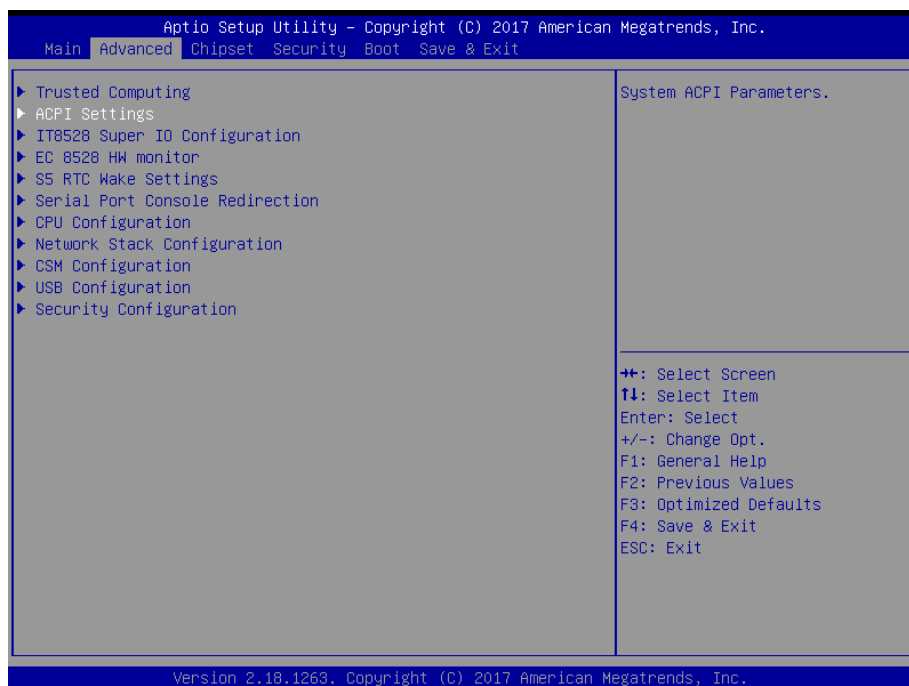 Aptio Setup Utility – Copyright (C) 2017 American Megatrends, Inc.
Main Advanced Chipset Security Boot Save & Exit
Trusted Computing
ACPI Settings
IT8528 Super IO Configuration
EC 8528 HW monitor
S5 RTC Wake Settings
Serial Port Console Redirection
CPU Configuration
Network Stack Configuration
CSM Configuration
USB Configuration
Security Configuration
System ACPI Parameters.
→←: Select Screen
↑↓: Select Item
Enter: Select
+/-: Change Opt.
F1: General Help
F2: Previous Values
F3: Optimized Defaults
F4: Save & Exit
ESC: Exit
Version 2.18.1263. Copyright (C) 2017 American Megatrends, Inc.